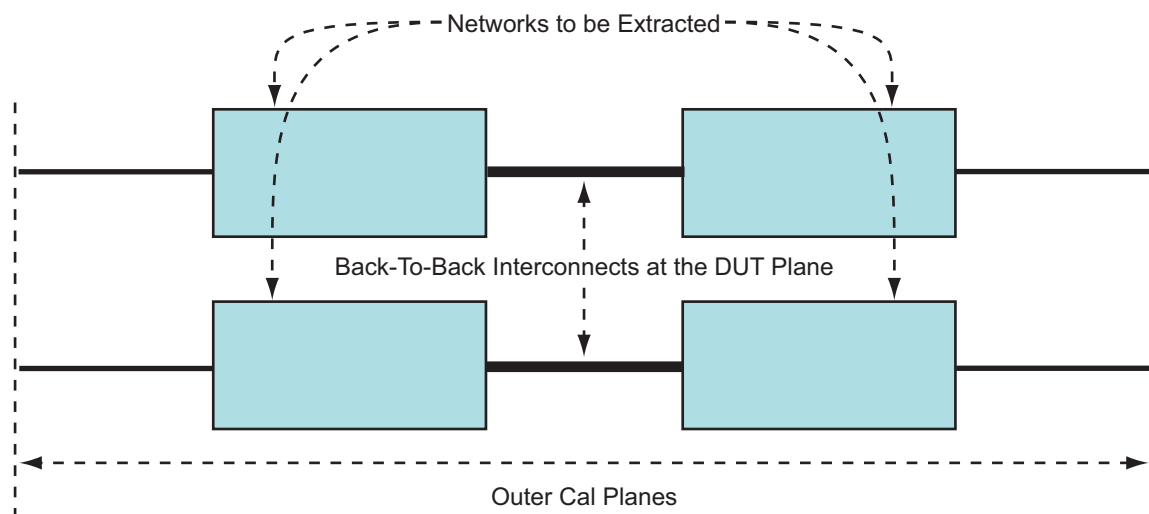 Networks to be Extracted
Back-To-Back Interconnects at the DUT Plane
Outer Cal Planes